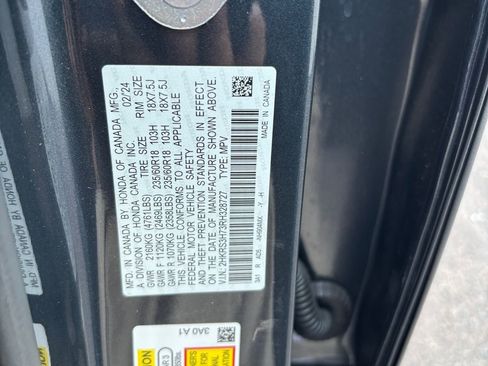 MFD. IN CANADA BY HONDA OF CANADA MFG.,
A DIVISION OF HONDA CANADA INC. 02/24
TIRE SIZE RIM SIZE
GVWR 2160KG (4761LBS)
GAWR F 1120KG (2469LBS) 235/60R18 103H 18X7.5J
GAWR R 1070KG (2358LBS) 235/60R18 103H 18X7.5J
THIS VEHICLE CONFORMS TO ALL APPLICABLE
FEDERAL MOTOR VEHICLE SAFETY
AND THEFT PREVENTION STANDARDS IN EFFECT
ON THE DATE OF MANUFACTURE SHOWN ABOVE.
V.I.N.: 2HKRS3H73RH328727 TYPE: MPV
MADE IN CANADA
3A0 A1